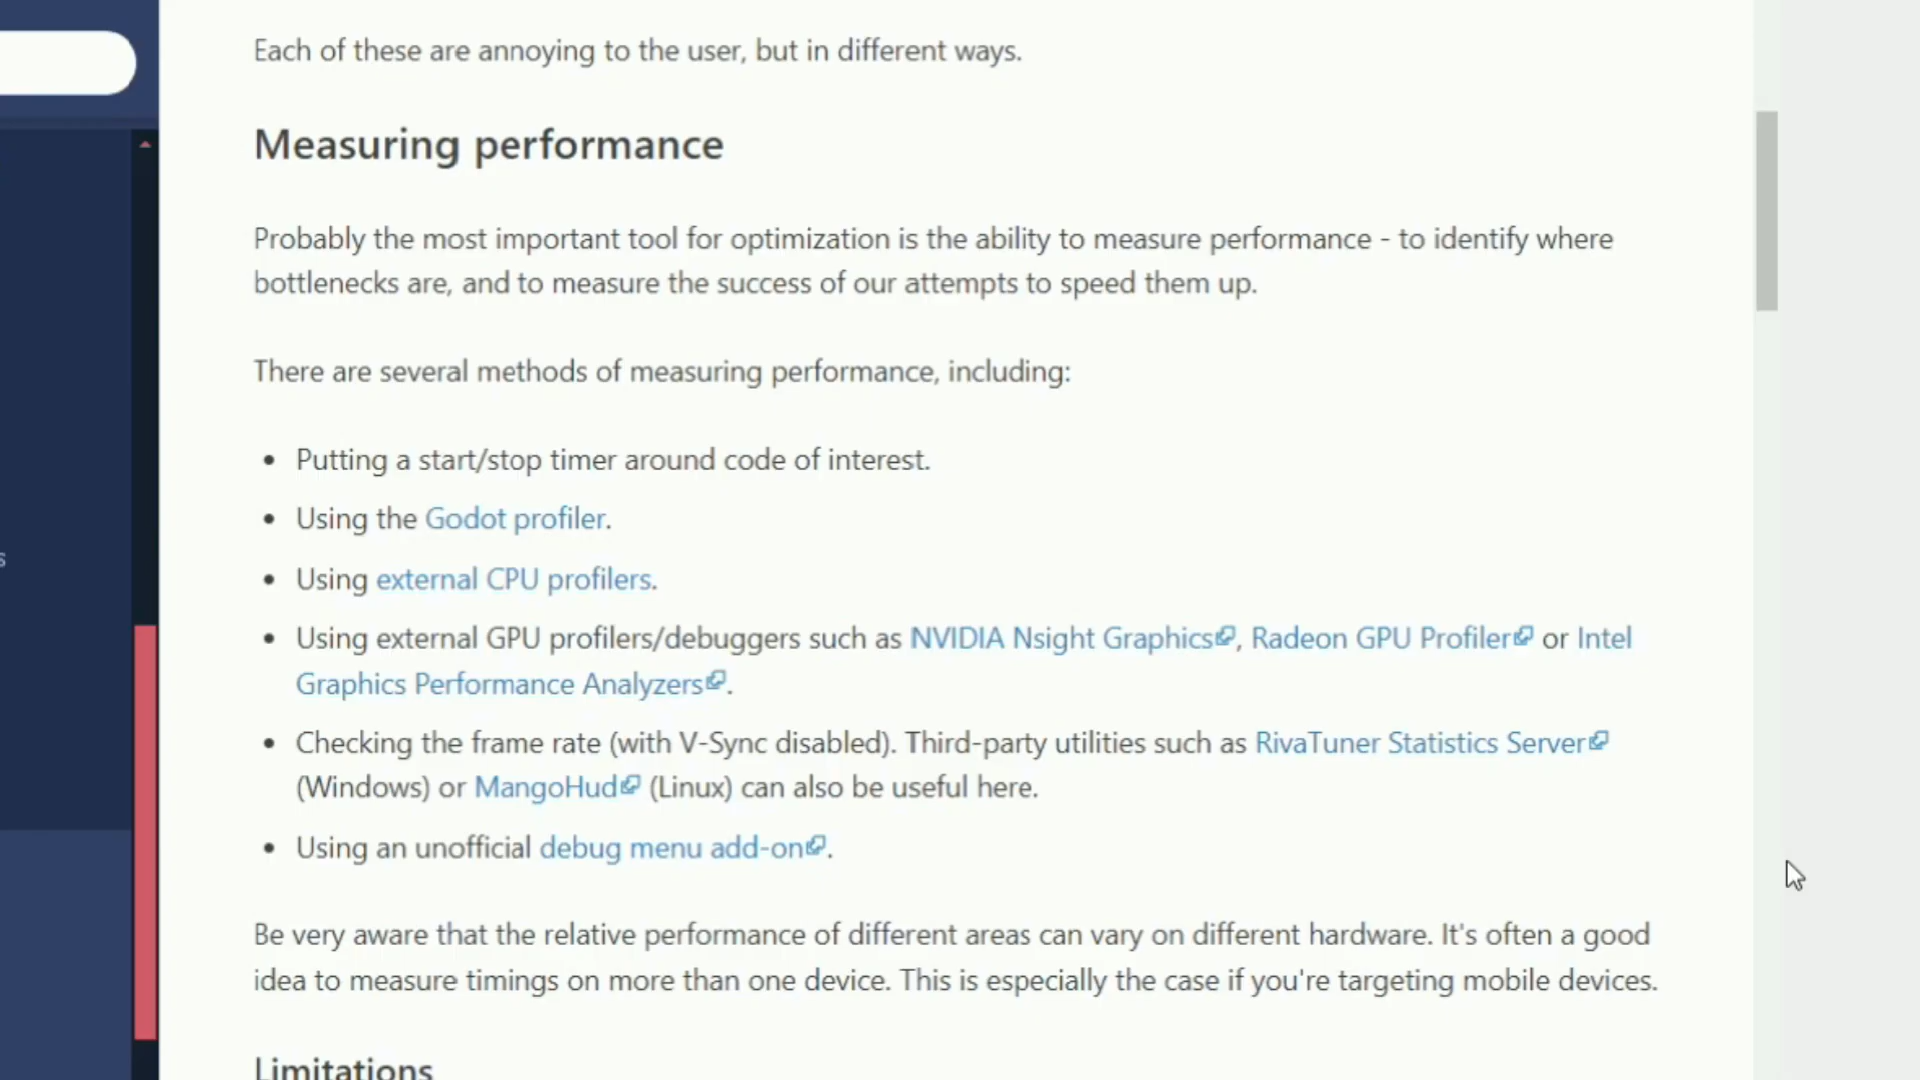 Each of these are annoying to the user, but in different ways.
Measuring performance
Probably the most important tool for optimization is the ability to measure performance - to identify where
bottlenecks are, and to measure the success of our attempts to speed them up.
There are several methods of measuring performance, including:
• Putting a start/stop timer around code of interest.
• Using the Godot profiler.
• Using external CPU profilers.
• Using external GPU profilers/debuggers such as NVIDIA Nsight Graphics, Radeon GPU Profiler or Intel
Graphics Performance Analyzers.
• Checking the frame rate (with V-Sync disabled). Third-party utilities such as RivaTuner Statistics Server
(Windows) or MangoHud (Linux) can also be useful here.
• Using an unofficial debug menu add-on.
Be very aware that the relative performance of different areas can vary on different hardware. It's often a good
idea to measure timings on more than one device. This is especially the case if you're targeting mobile devices.
Limitations